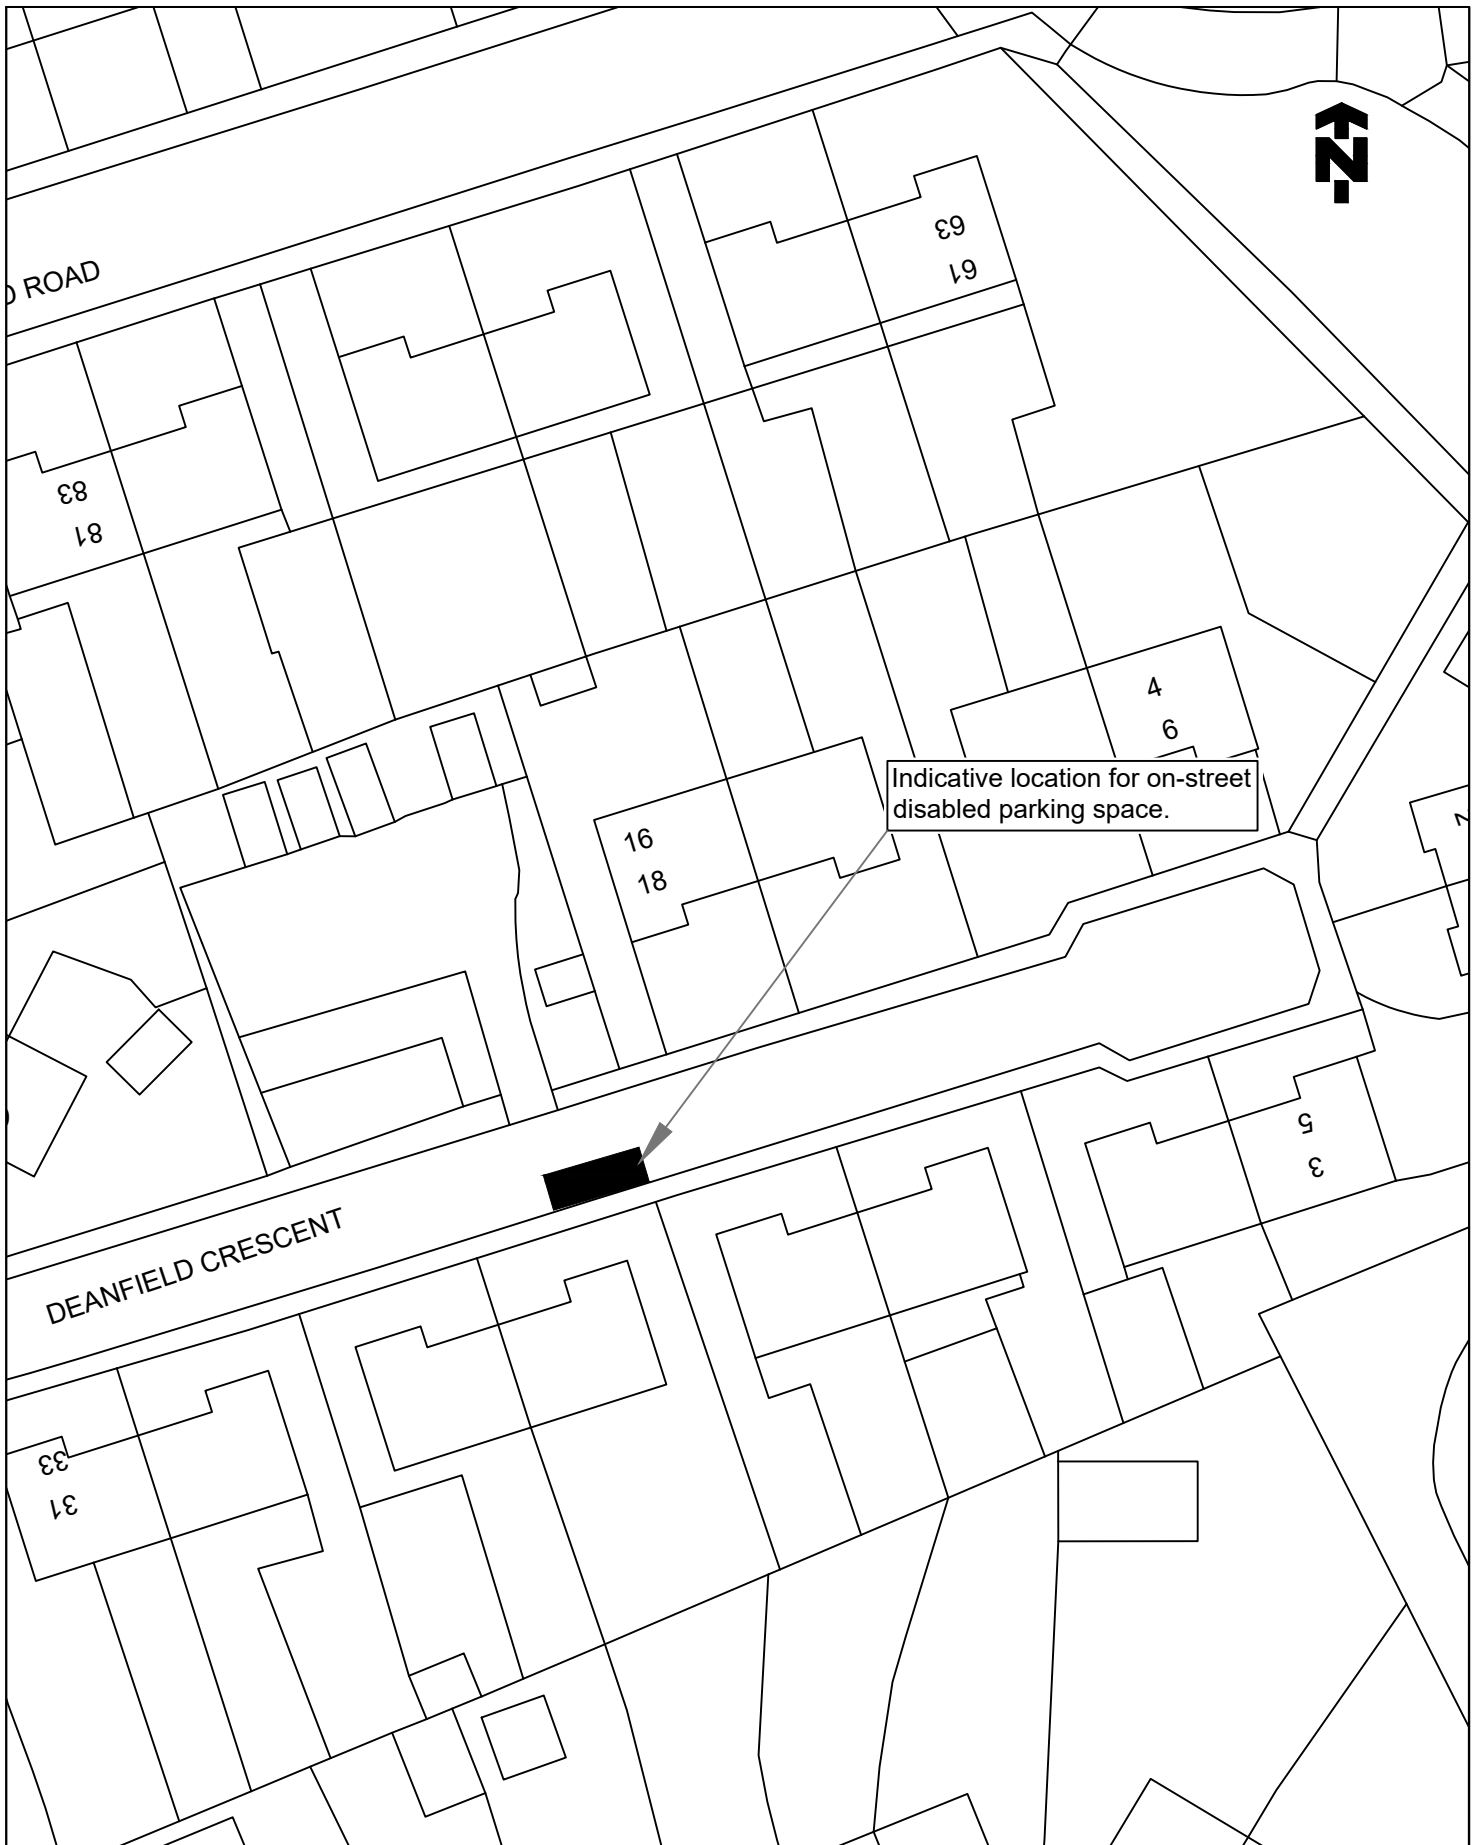 N
63
61
D ROAD
83
81
4
6
Indicative location for on-street
disabled parking space.
16
18
5
3
DEANFIELD CRESCENT
33
31